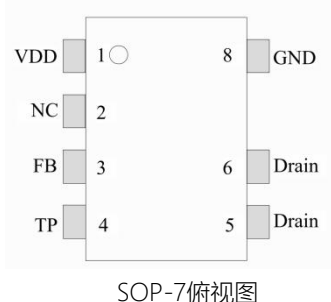 VDD 1 8 GND
NC 2
FB 3 6 Drain
TP 4 5 Drain
SOP-7俯视图